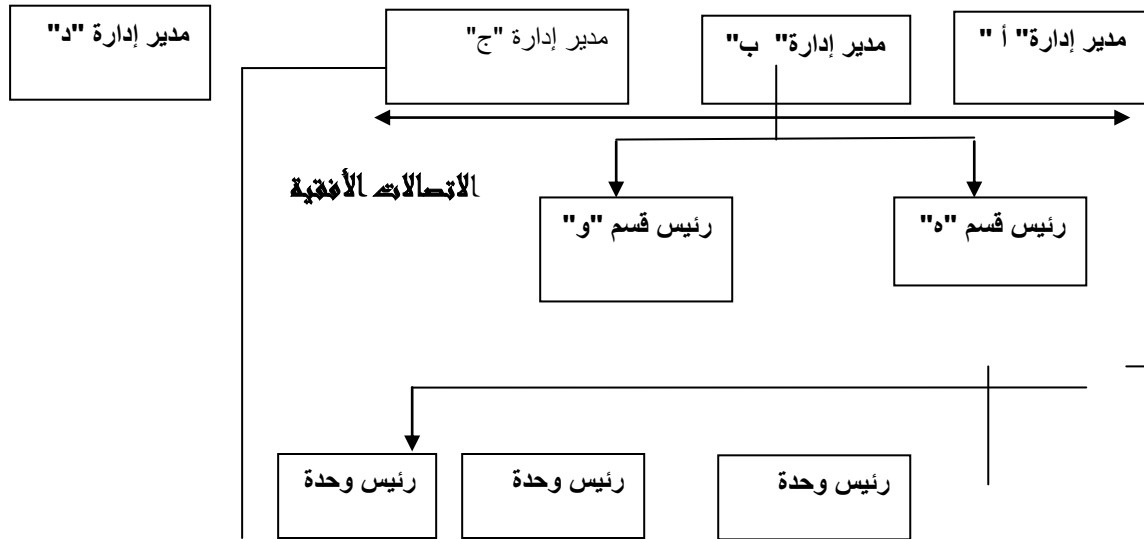 مدير إدارة" أ "
مدير إدارة" ب"
مدير إدارة "ج"
مدير إدارة "د"
الاتصالات الأفقية
رئيس قسم "ه"
رئيس قسم "و"
رئيس وحدة
رئيس وحدة
رئيس وحدة